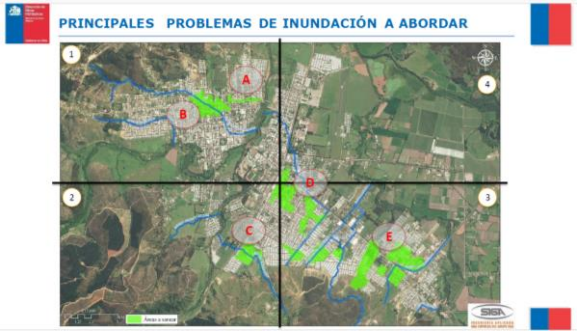 PRINCIPALES PROBLEMAS DE INUNDACIÓN A ABORDAR
1
A
4
B
D
2
3
C
E
SISA